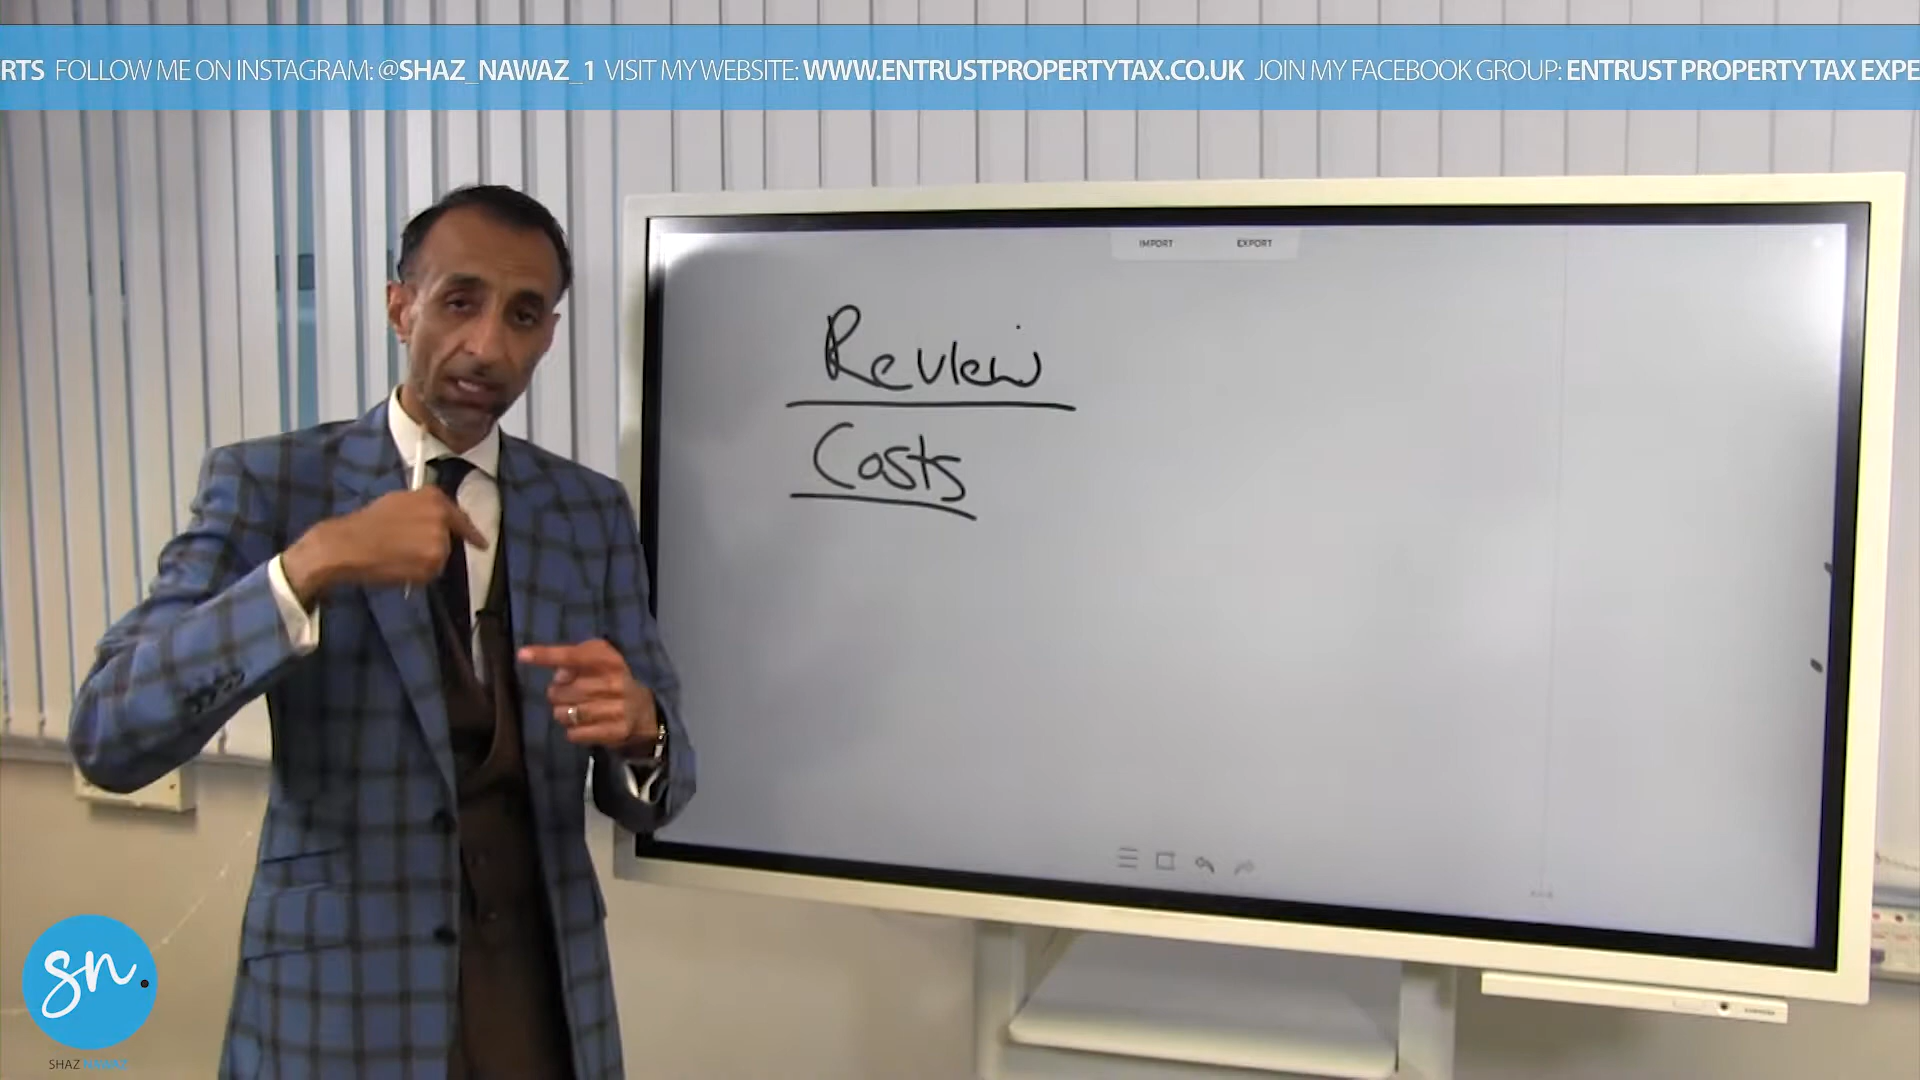 RTS FOLLOW ME ON INSTAGRAM: @SHAZ_NAWAZ_1 VISIT MY WEBSITE: WWW.ENTRUSTPROPERTYTAX.CO.UK JOIN MY FACEBOOK GROUP: ENTRUST PROPERTY TAX EXPE
IMPORT EXPORT
Review
Costs
sn.
SHAZ NAWAZ